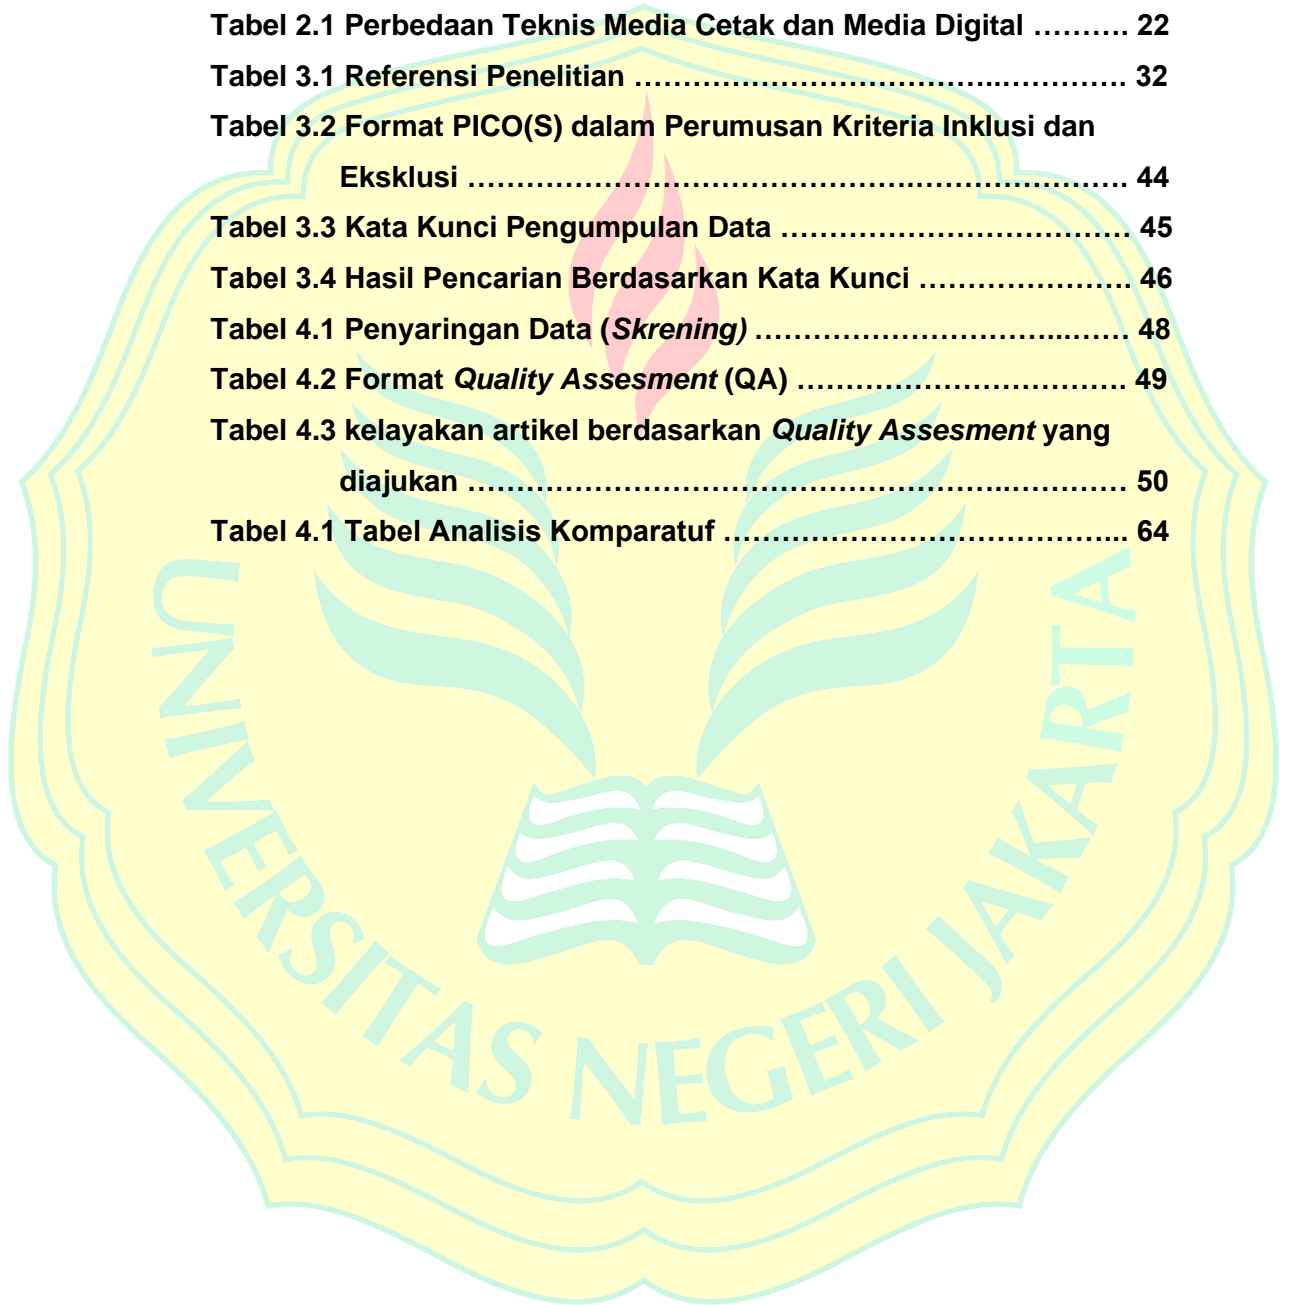 Tabel 2.1 Perbedaan Teknis Media Cetak dan Media Digital ………. 22
Tabel 3.1 Referensi Penelitian ………………………………..…………. 32
Tabel 3.2 Format PICO(S) dalam Perumusan Kriteria Inklusi dan
Eksklusi …………………………………………………………. 44
Tabel 3.3 Kata Kunci Pengumpulan Data ……………………………… 45
Tabel 3.4 Hasil Pencarian Berdasarkan Kata Kunci …………………. 46
Tabel 4.1 Penyaringan Data (Skrening) ………………………...…… 48
Tabel 4.2 Format Quality Assesment (QA) ……………………………. 49
Tabel 4.3 kelayakan artikel berdasarkan Quality Assesment yang
diajukan ………………………………………………..………… 50
Tabel 4.1 Tabel Analisis Komparatuf ………………………………... 64
UNIVERSITAS NEGERI JAKARTA